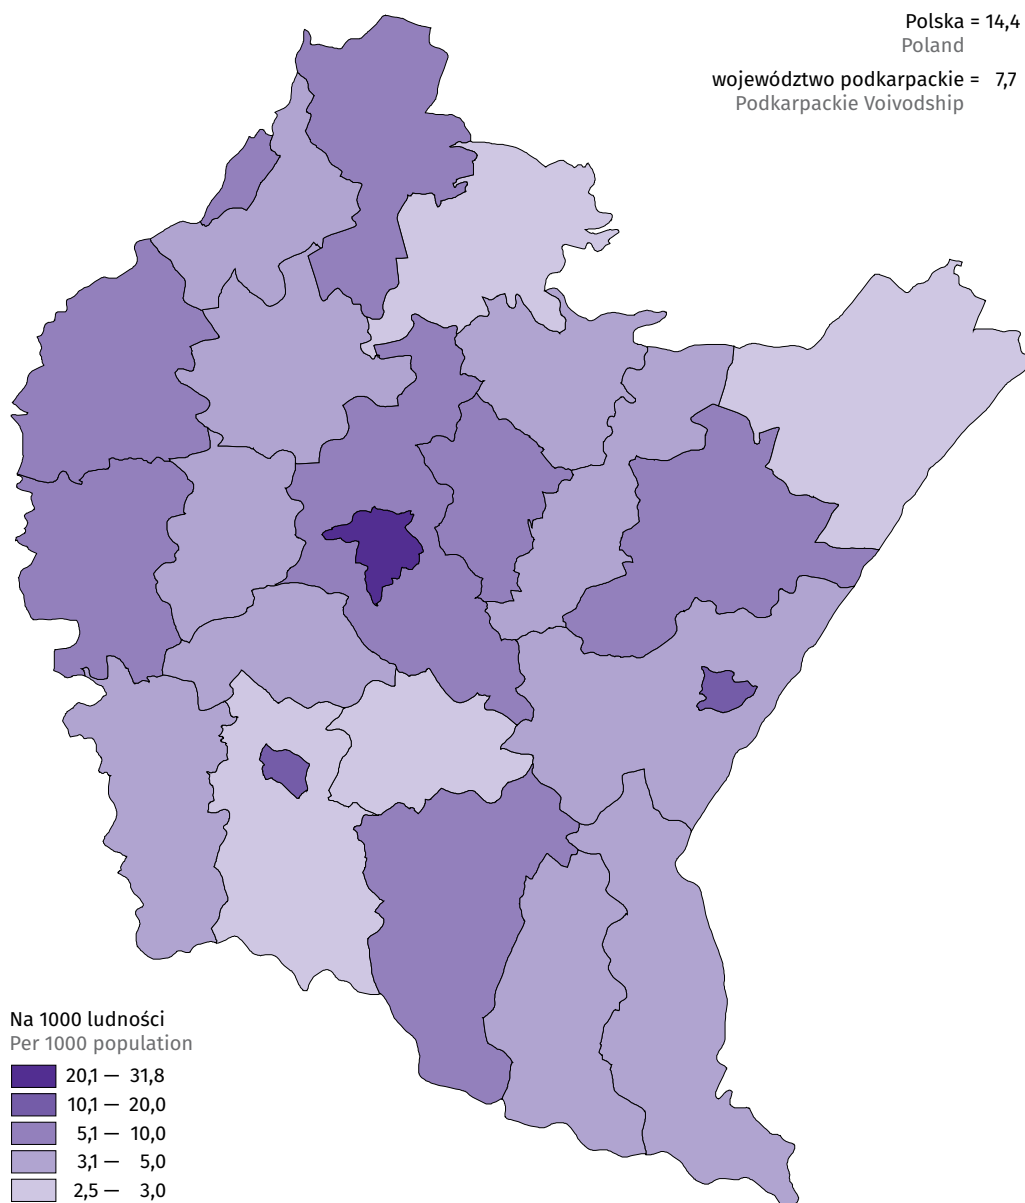 Polska = 14,4
Poland
województwo podkarpackie = 7,7
Podkarpackie Voivodship
Na 1000 ludności
Per 1000 population
20,1 — 31,8
10,1 — 20,0
5,1 — 10,0
3,1 — 5,0
2,5 — 3,0